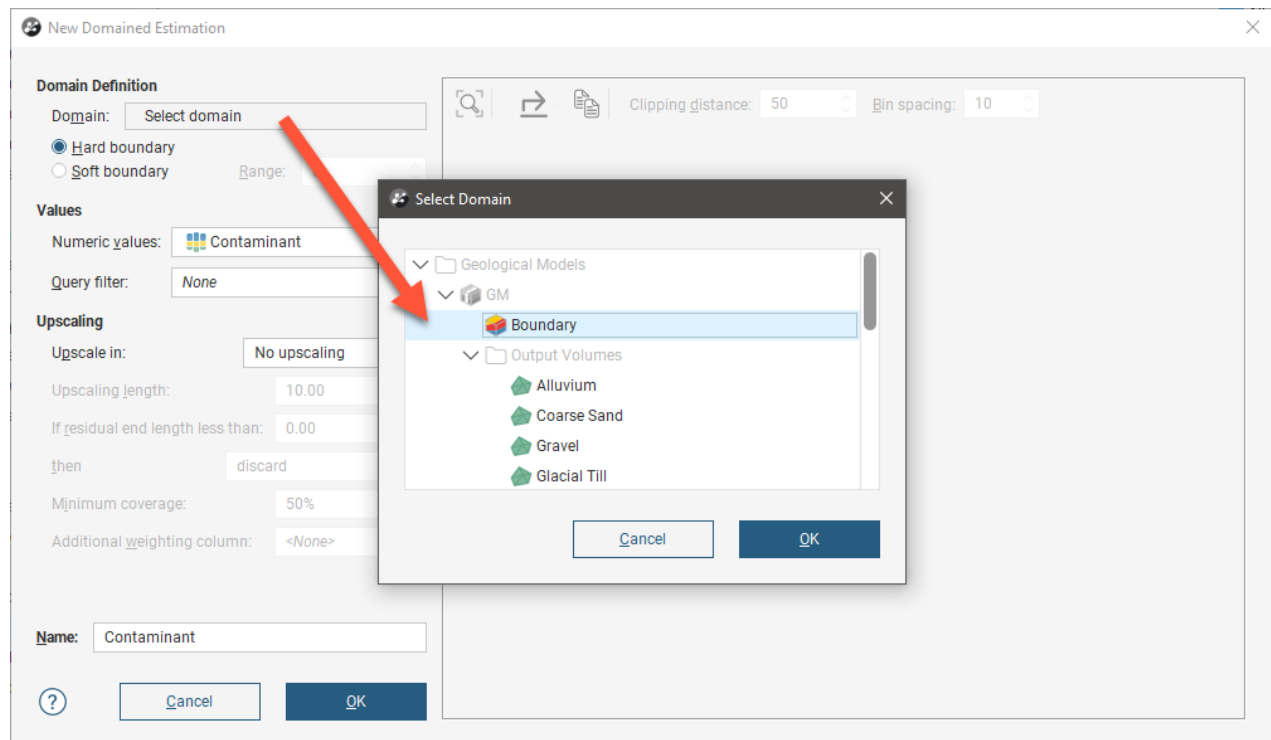 New Domained Estimation
Domain Definition
Domain: Select domain
Hard boundary
Soft boundary Range:
Values
Numeric values: Contaminant
Query filter: None
Upscaling
Upscale in: No upscaling
Upscaling length: 10.00
If residual end length less than: 0.00
then discard
Minimum coverage: 50%
Additional weighting column: <None>
Name: Contaminant
? Cancel OK
Clipping distance: 50 Bin spacing: 10
Select Domain
Geological Models
GM
Boundary
Output Volumes
Alluvium
Coarse Sand
Gravel
Glacial Till
Cancel OK